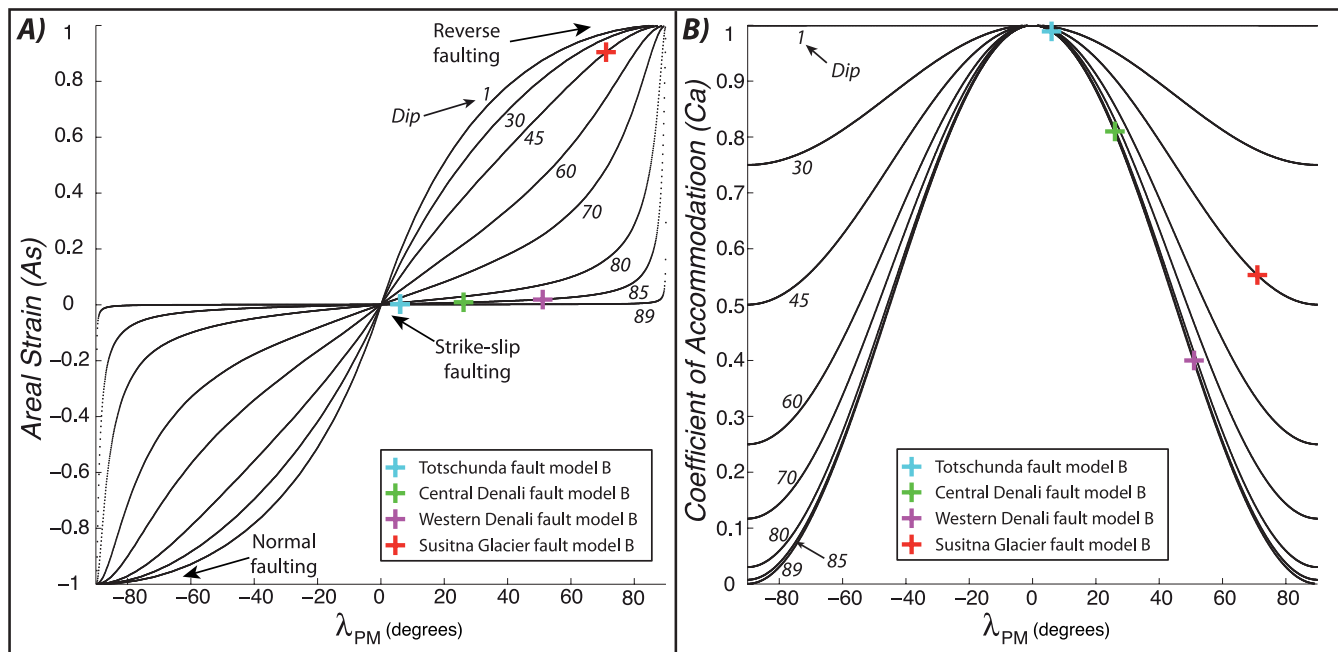 A)
Areal Strain (As)
1
0.8
0.6
0.4
0.2
0
−0.2
−0.4
−0.6
−0.8
−1
Reverse
faulting
Dip
1
30
45
60
70
80
85
89
Strike-slip
faulting
Normal
faulting
Totschunda fault model B
Central Denali fault model B
Western Denali fault model B
Susitna Glacier fault model B
−80 −60 −40 −20 0 20 40 60 80
λPM (degrees)
B)
Coefficient of Accommodatioon (Ca)
1
0.9
0.8
0.7
0.6
0.5
0.4
0.3
0.2
0.1
0
1
Dip
30
45
60
70
80
85
89
Totschunda fault model B
Central Denali fault model B
Western Denali fault model B
Susitna Glacier fault model B
−80 −60 −40 −20 0 20 40 60 80
λPM (degrees)